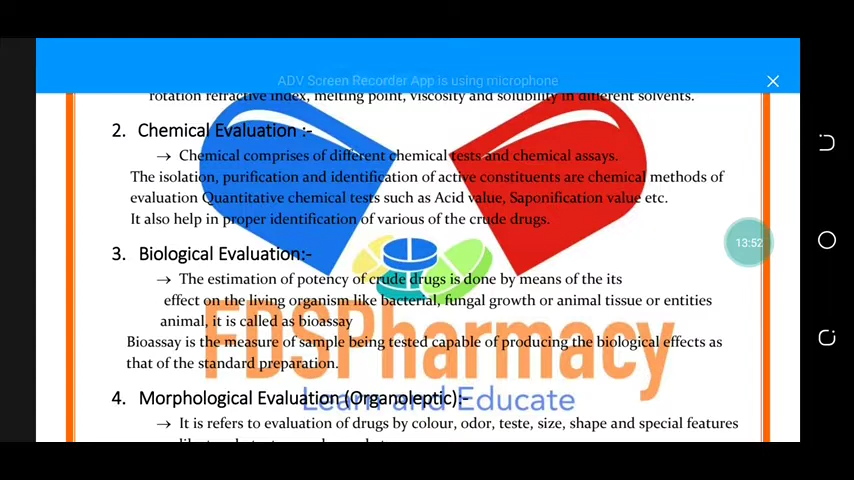 ADV Screen Recorder App is using microphone
rotation refractive index, melting point, viscosity and solubility in different solvents.
2. Chemical Evaluation :-
→ Chemical comprises of different chemical tests and chemical assays.
The isolation, purification and identification of active constituents are chemical methods of
evaluation Quantitative chemical tests such as Acid value, Saponification value etc.
It also help in proper identification of various of the crude drugs.
13:52
3. Biological Evaluation:-
→ The estimation of potency of crude drugs is done by means of the its
effect on the living organism like bacterial, fungal growth or animal tissue or entities
animal, it is called as bioassay
Bioassay is the measure of sample being tested capable of producing the biological effects as
that of the standard preparation.
FDSPharmacy
Learn and Educate
4. Morphological Evaluation (Organoleptic):-
→ It is refers to evaluation of drugs by colour, odor, teste, size, shape and special features